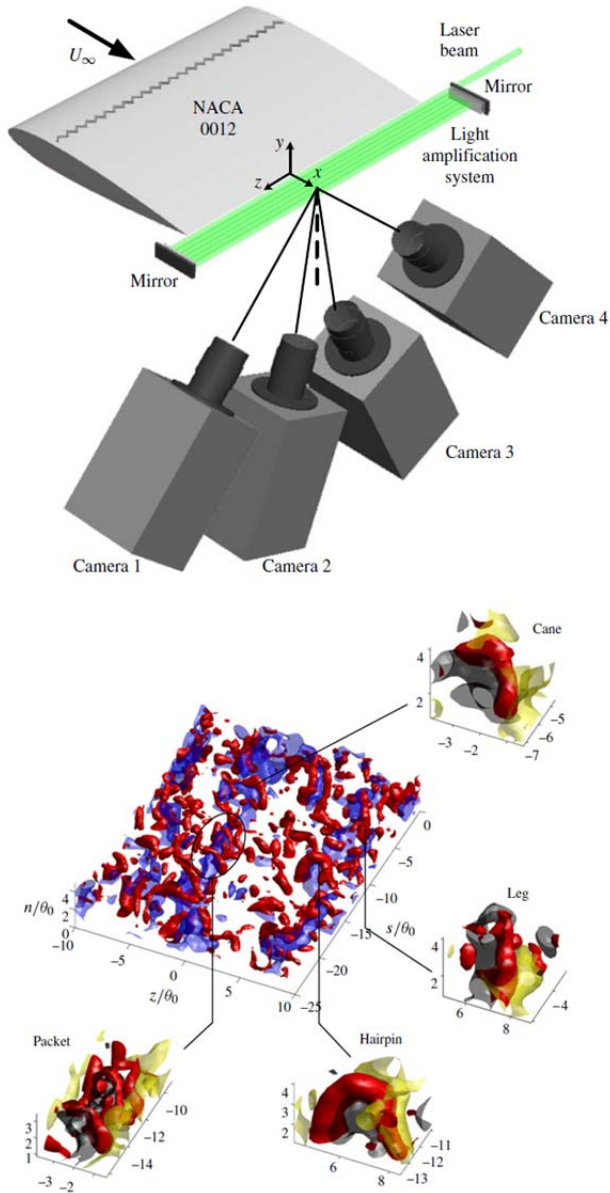 U∞
NACA
0012
Laser
beam
Mirror
Light
amplification
system
y
z
x
Mirror
Camera 4
Camera 3
Camera 1
Camera 2
Cane
4
2
-3
-2
-5
-6
-7
n/θ0
4
2
0
-10
-5
0
5
10
z/θ0
0
-5
-10
-15
-20
-25
s/θ0
Leg
4
2
6
8
-4
Packet
3
2
1
-3
-2
-10
-12
-14
Hairpin
4
3
2
6
8
-11
-12
-13